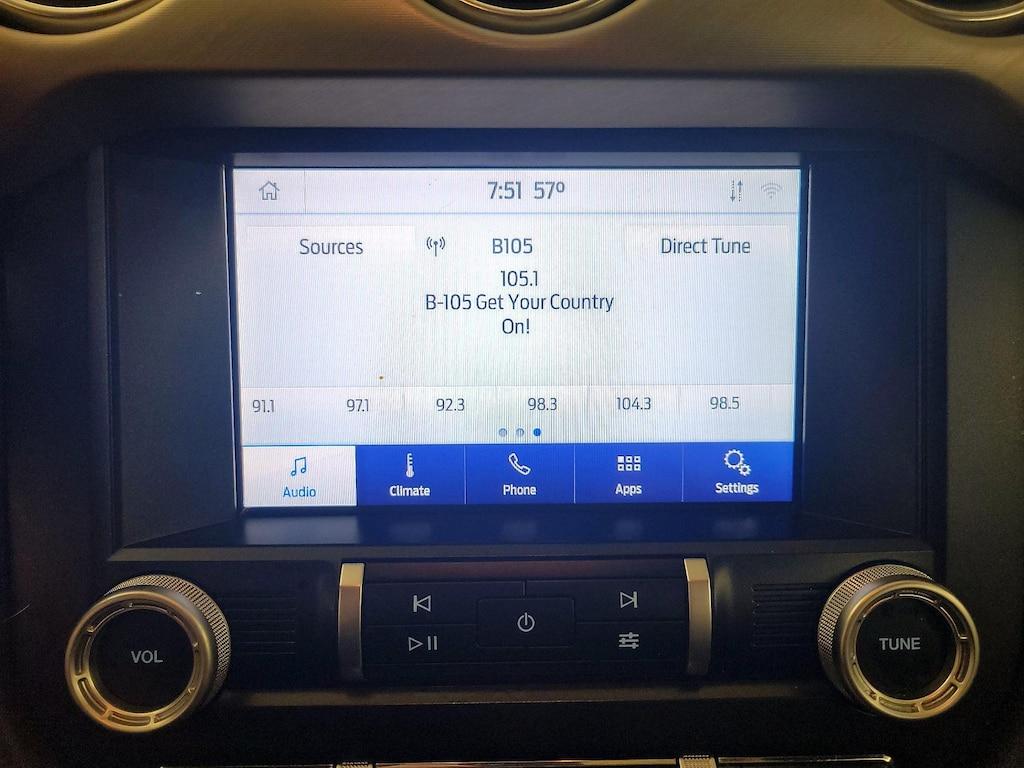 7:51 57º
Sources B105 Direct Tune
105.1
B-105 Get Your Country
On!
91.1 97.1 92.3 98.3 104.3 98.5
Audio Climate Phone Apps Settings
VOL TUNE